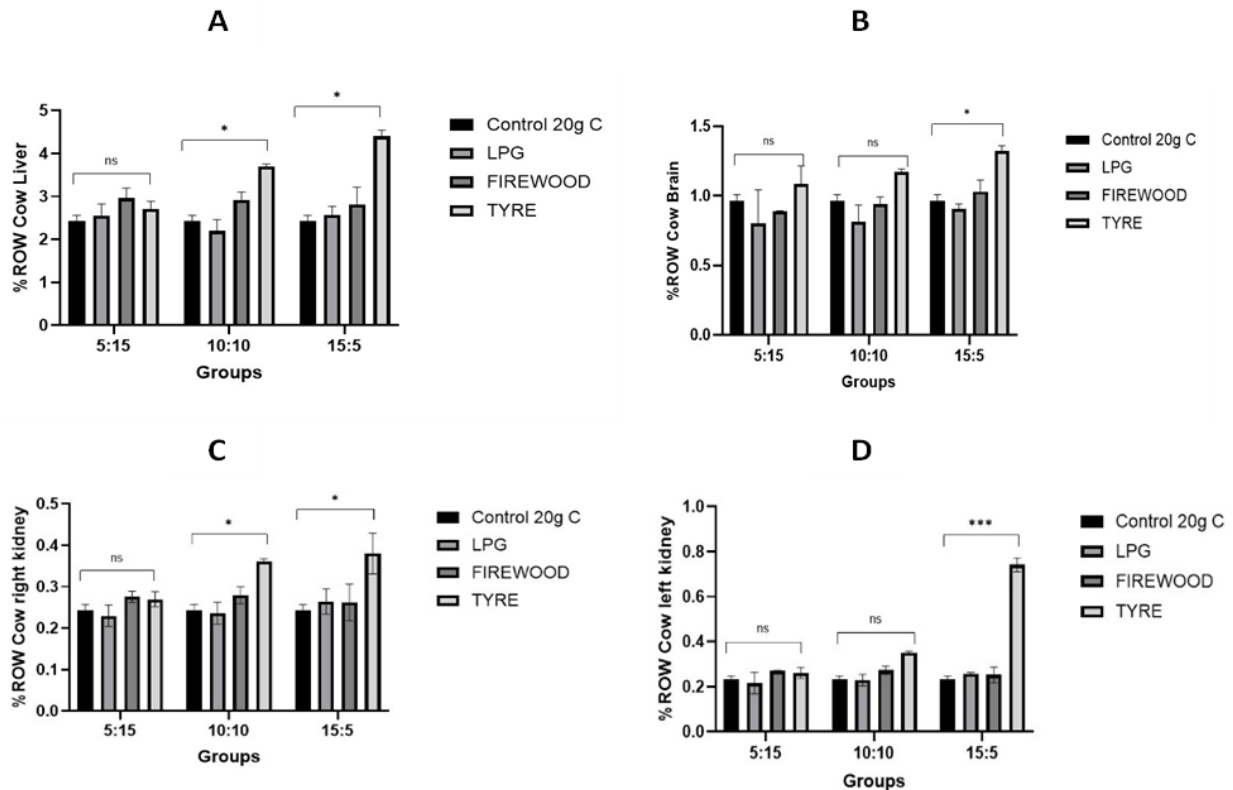 A
%ROW Cow Liver
5
4
3
2
1
0
ns
*
*
5:15
10:10
15:5
Groups
Control 20g C
LPG
FIREWOOD
TYRE
B
%ROW Cow Brain
1.5
1.0
0.5
0.0
ns
ns
*
5:15
10:10
15:5
Groups
Control 20g C
LPG
FIREWOOD
TYRE
C
%ROW Cow right kidney
0.5
0.4
0.3
0.2
0.1
0.0
ns
*
*
5:15
10:10
15:5
Groups
Control 20g C
LPG
FIREWOOD
TYRE
D
%ROW Cow left kidney
1.0
0.8
0.6
0.4
0.2
0.0
ns
ns
***
5:15
10:10
15:5
Groups
Control 20g C
LPG
FIREWOOD
TYRE